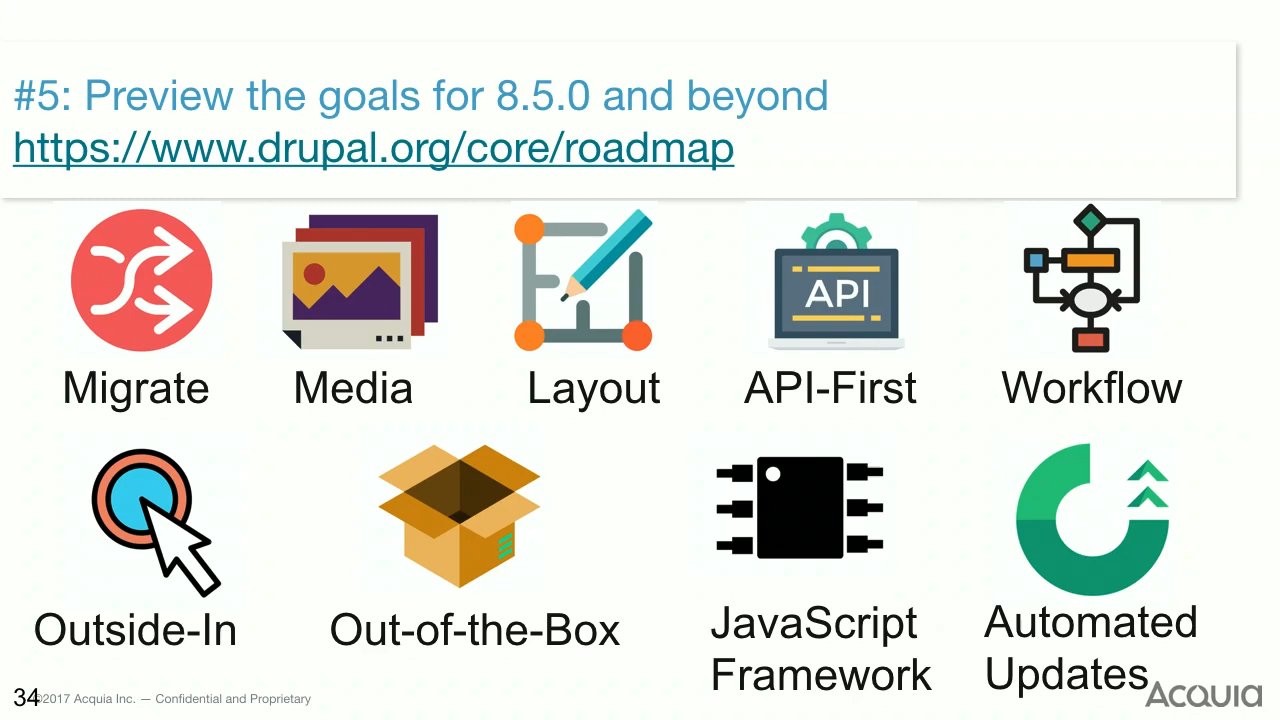 #5: Preview the goals for 8.5.0 and beyond
https://www.drupal.org/core/roadmap
API
Migrate
Media
Layout
API-First
Workflow
Outside-In
Out-of-the-Box
JavaScript
Framework
Automated
Updates
34
©2017 Acquia Inc. — Confidential and Proprietary
ACQUIA